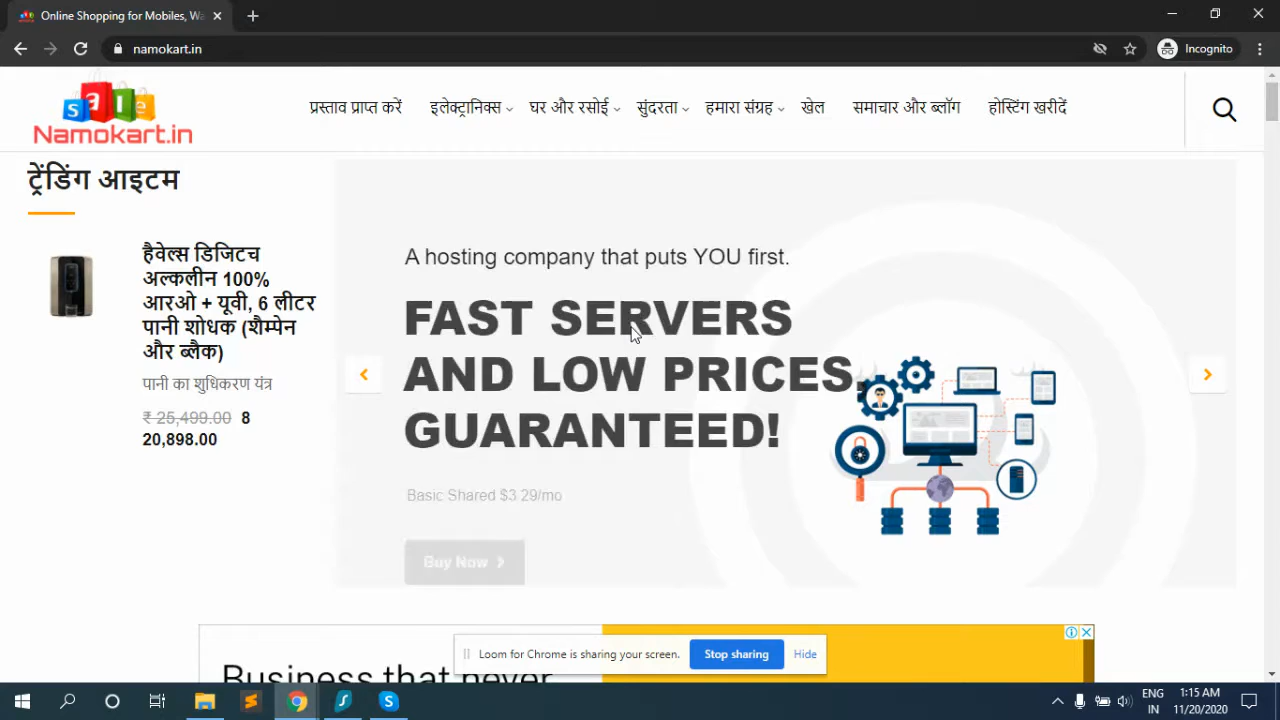 Online Shopping for Mobiles, Wa
namokart.in
Incognito
sale
Namokart.in
प्रस्ताव प्राप्त करें इलेक्ट्रानिक्स घर और रसोई सुंदरता हमारा संग्रह खेल समाचार और ब्लॉग होस्टिंग खरीदें
ट्रेंडिंग आइटम
हैवेल्स डिजिटच
अल्कलीन 100%
आरओ + यूवी, 6 लीटर
पानी शोधक (शैम्पेन
और ब्लैक)
पानी का शुधिकरण यंत्र
₹ 25,499.00 8
20,898.00
A hosting company that puts YOU first.
FAST SERVERS
AND LOW PRICES.
GUARANTEED!
Basic Shared $3.29/mo
Buy Now
Business that never
Loom for Chrome is sharing your screen. Stop sharing Hide
ENG
IN
1:15 AM
11/20/2020